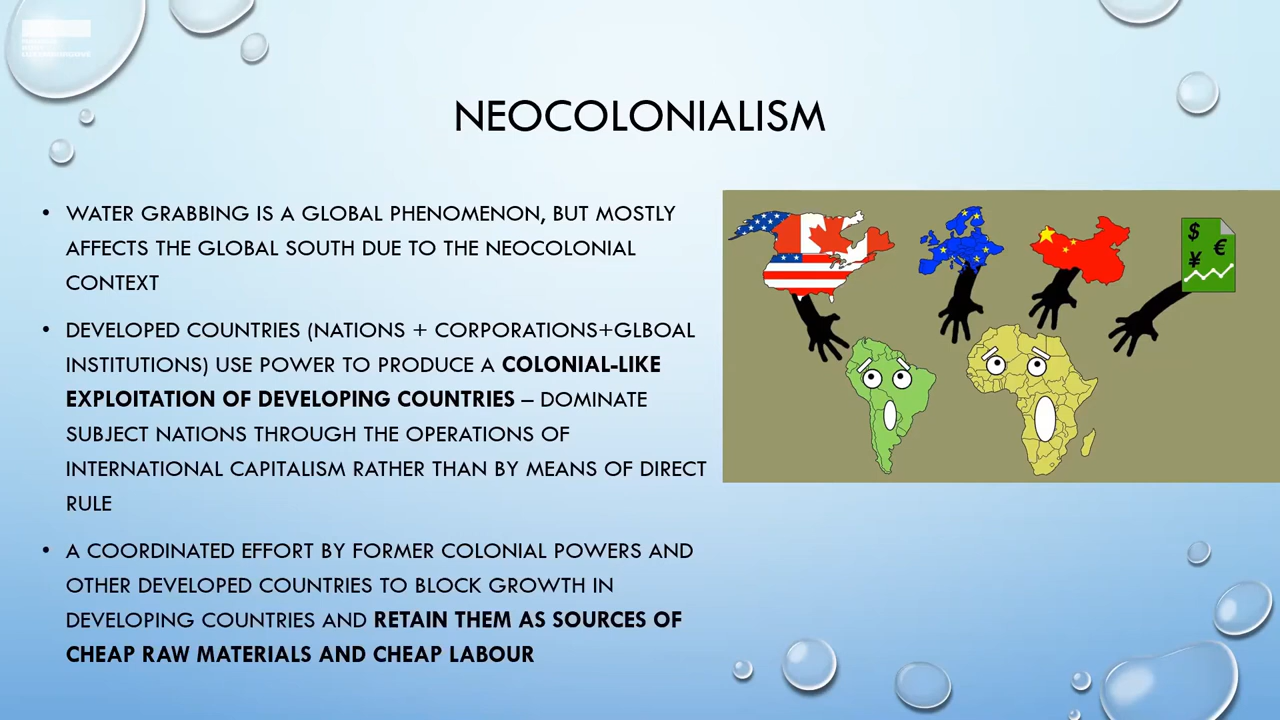 NEOCOLONIALISM
• WATER GRABBING IS A GLOBAL PHENOMENON, BUT MOSTLY
AFFECTS THE GLOBAL SOUTH DUE TO THE NEOCOLONIAL
CONTEXT
• DEVELOPED COUNTRIES (NATIONS + CORPORATIONS+GLBOAL
INSTITUTIONS) USE POWER TO PRODUCE A COLONIAL-LIKE
EXPLOITATION OF DEVELOPING COUNTRIES – DOMINATE
SUBJECT NATIONS THROUGH THE OPERATIONS OF
INTERNATIONAL CAPITALISM RATHER THAN BY MEANS OF DIRECT
RULE
• A COORDINATED EFFORT BY FORMER COLONIAL POWERS AND
OTHER DEVELOPED COUNTRIES TO BLOCK GROWTH IN
DEVELOPING COUNTRIES AND RETAIN THEM AS SOURCES OF
CHEAP RAW MATERIALS AND CHEAP LABOUR
$
¥ €